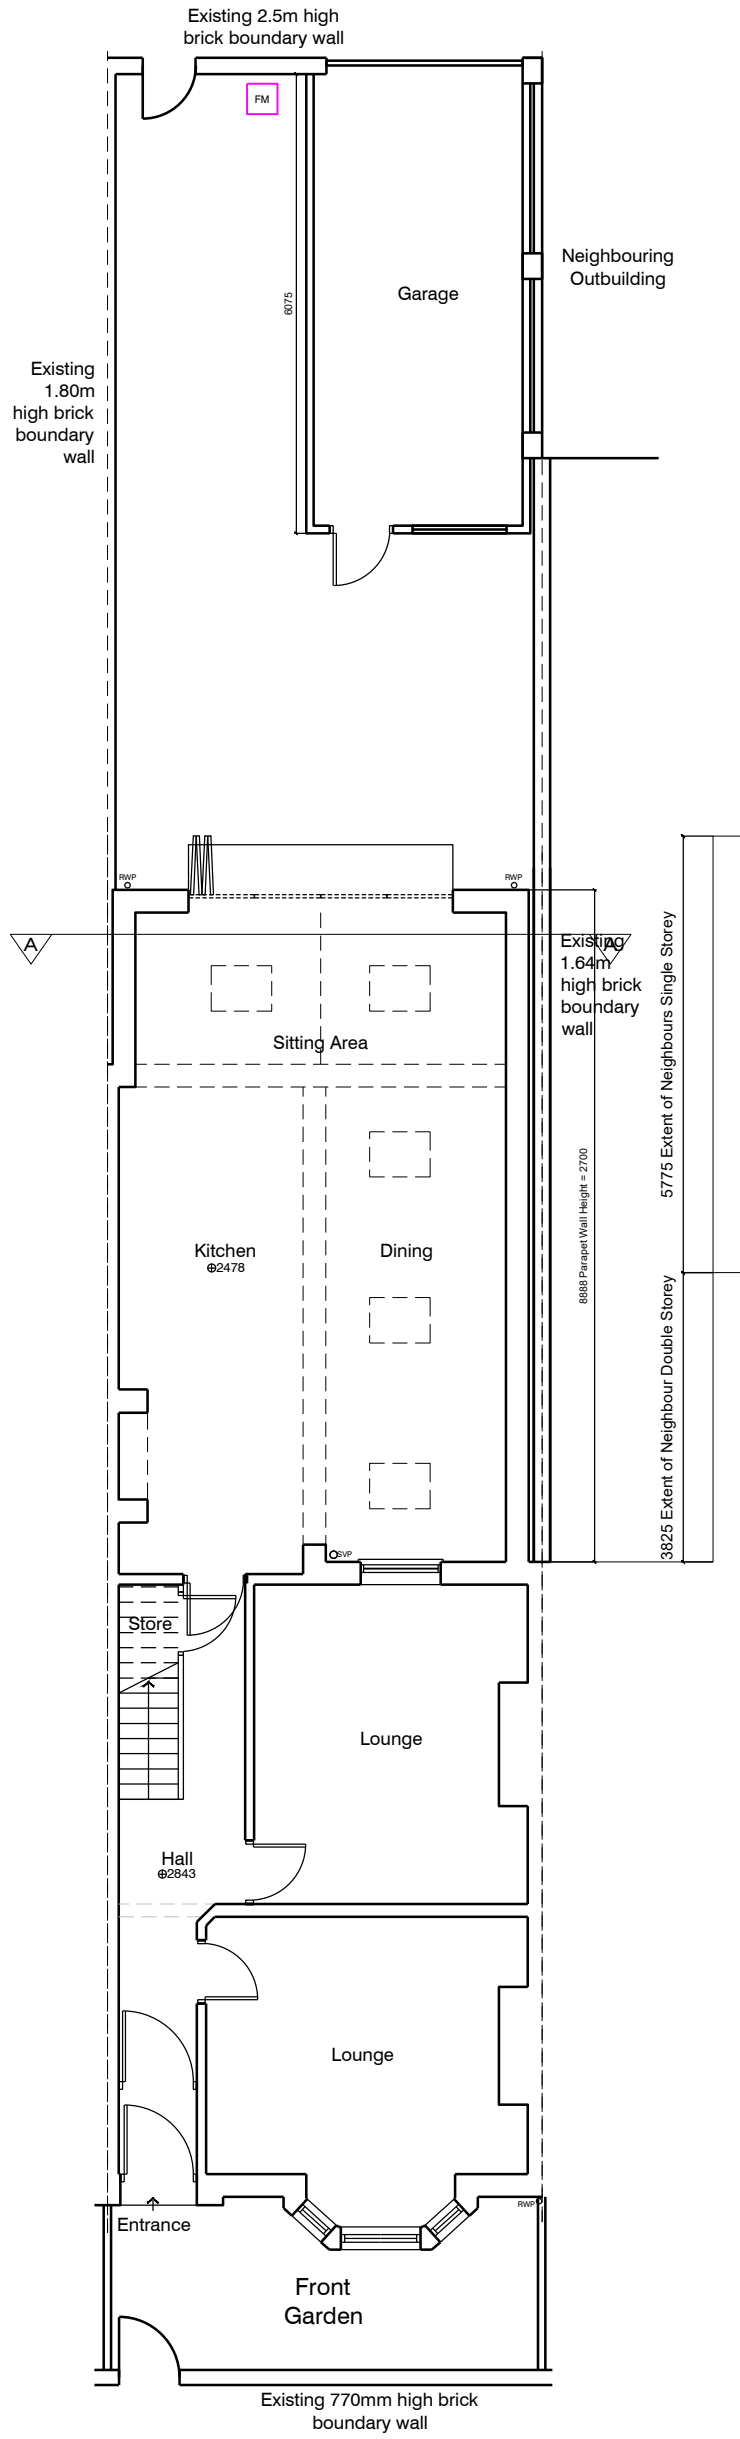 Existing 2.5m high
brick boundary wall
FM
Neighbouring
Outbuilding
Garage
6075
Existing
1.80m
high brick
boundary
wall
RWP
RWP
A
A
Existing
1.64m
high brick
boundary
wall
5775 Extent of Neighbours Single Storey
Sitting Area
8888 Parapet Wall Height = 2700
Kitchen
2478
Dining
3825 Extent of Neighbour Double Storey
SVP
Store
Lounge
Hall
2843
Lounge
RWP
Entrance
Front
Garden
Existing 770mm high brick
boundary wall